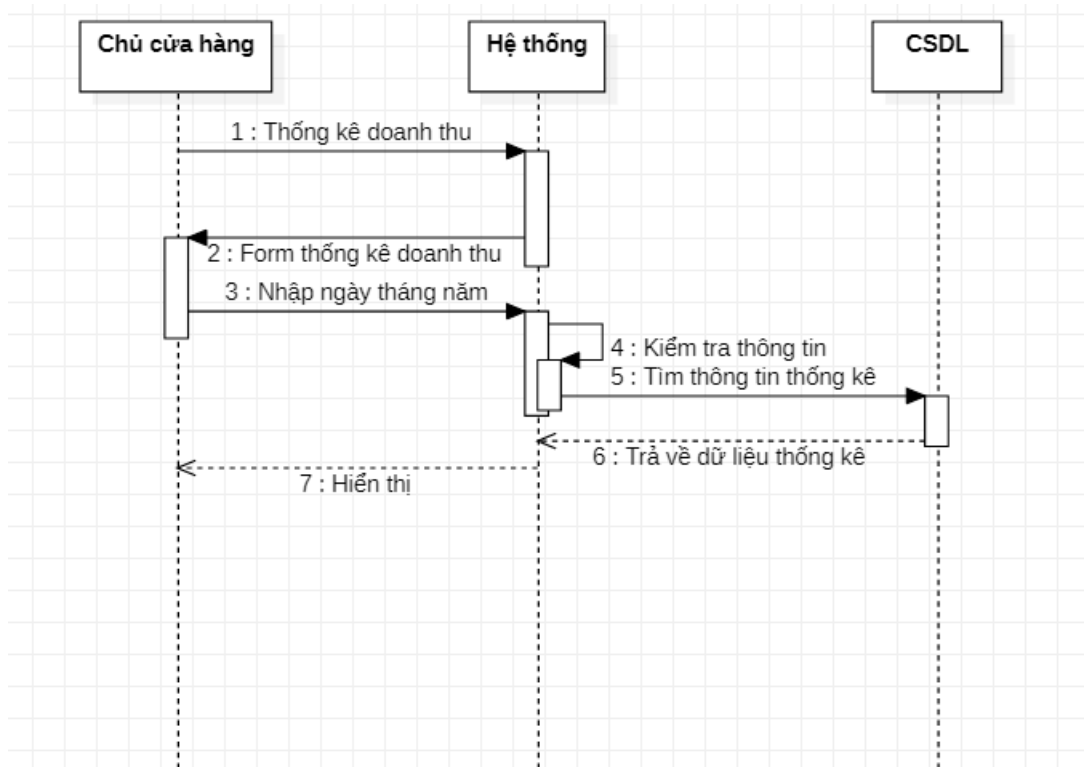 Chủ cửa hàng
Hệ thống
CSDL
1 : Thống kê doanh thu
2 : Form thống kê doanh thu
3 : Nhập ngày tháng năm
4 : Kiểm tra thông tin
5 : Tìm thông tin thống kê
6 : Trả về dữ liệu thống kê
7 : Hiển thị